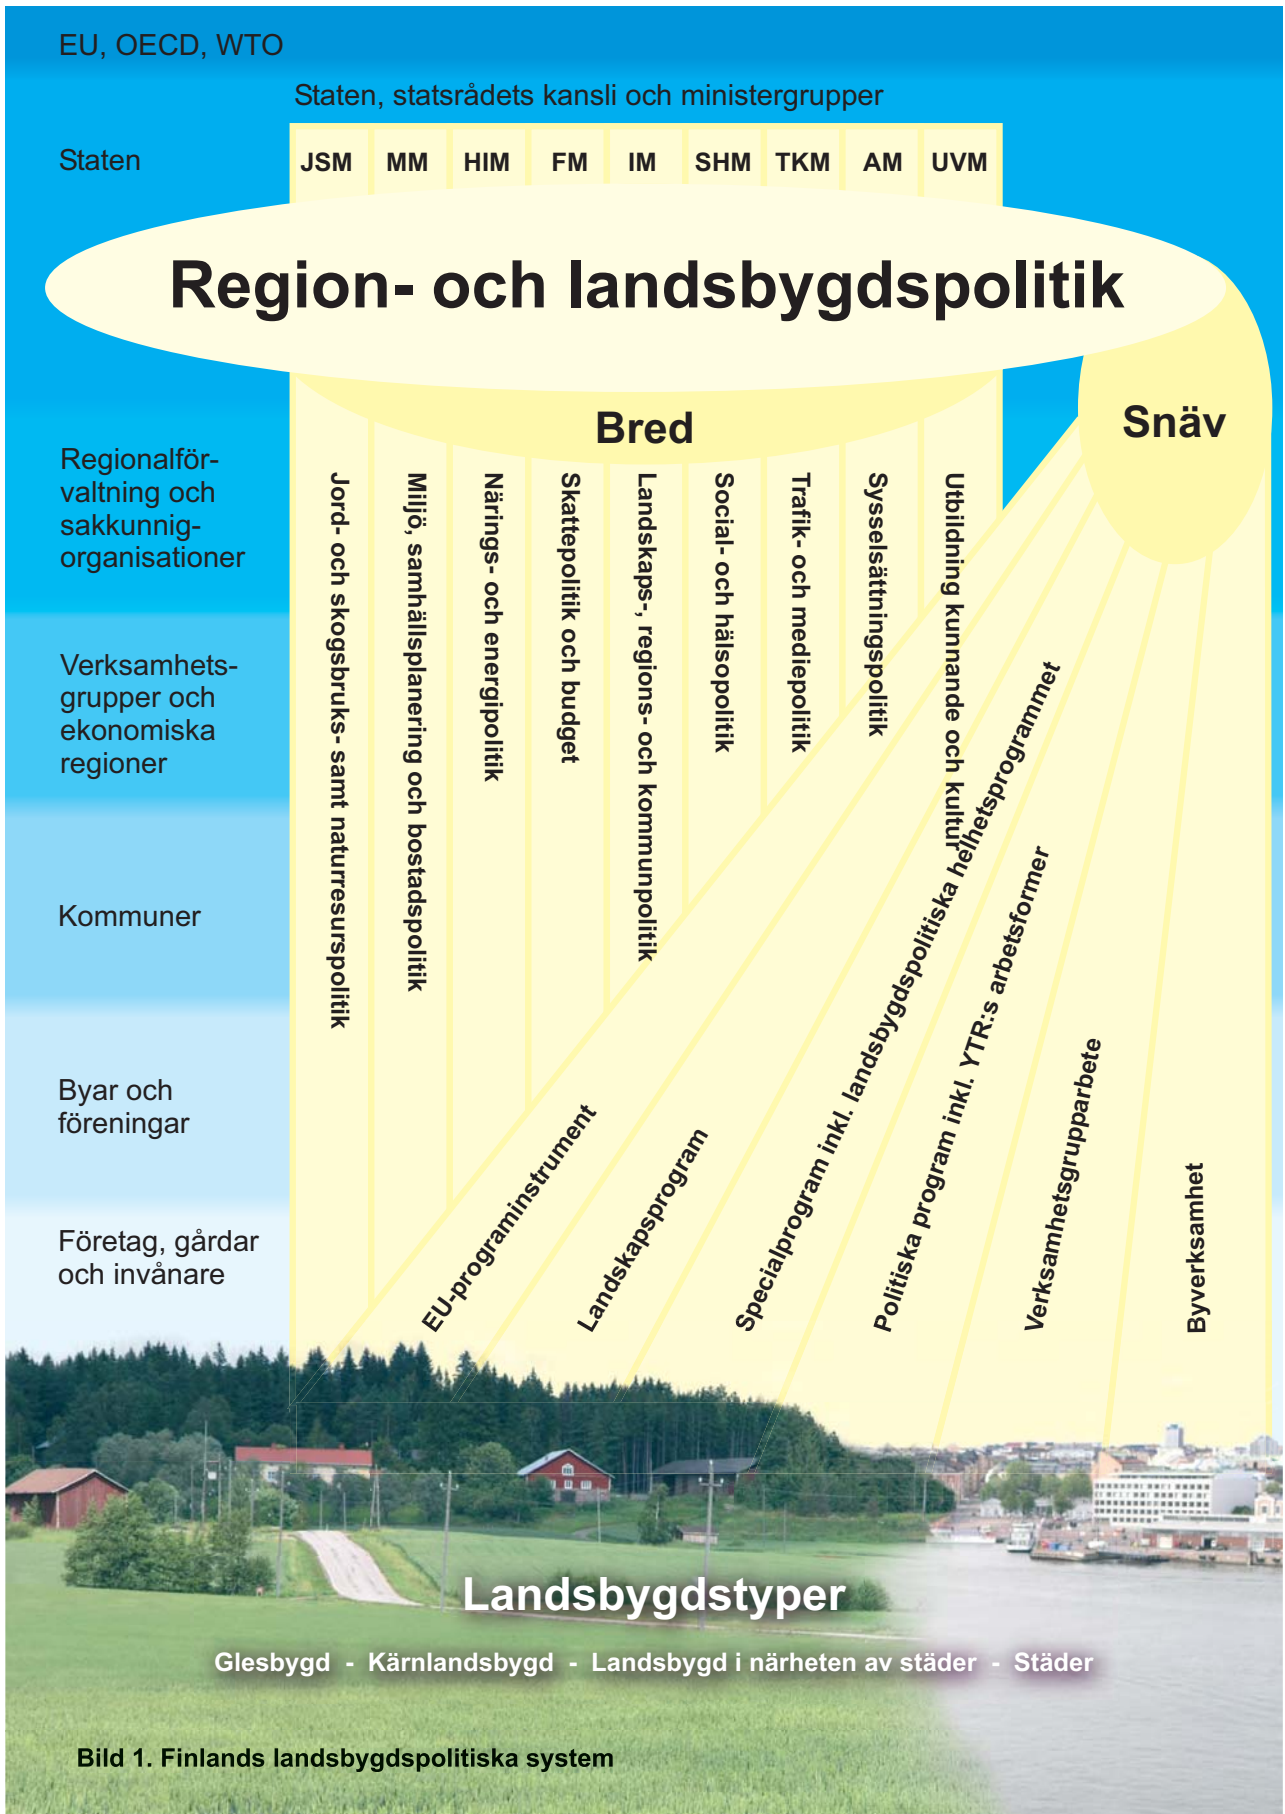 EU, OECD, WTO
Staten, statsrådets kansli och ministergrupper
Staten
JSM MM HIM FM IM SHM TKM AM UVM
Region- och landsbygdspolitik
Bred
Snäv
Regionalför-
valtning och
sakkunnig-
organisationer
Verksamhets-
grupper och
ekonomiska
regioner
Kommuner
Byar och
föreningar
Företag, gårdar
och invånare
Jord- och skogsbruks- samt naturresurspolitik
Miljö, samhällsplanering och bostadspolitik
Närings- och energipolitik
Skattepolitik och budget
Landskaps-, regions- och kommunpolitik
Social- och hälsopolitik
Trafik- och mediepolitik
Sysselsättningspolitik
Utbildning kunnande och kultur
EU-programinstrument
Landskapsprogram
Specialprogram inkl. landsbygdspolitiska helhetsprogrammet
Politiska program inkl. YTR:s arbetsformer
Verksamhetsgrupparbete
Byverksamhet
Landsbygdstyper
Glesbygd - Kärnlandsbygd - Landsbygd i närheten av städer - Städer
Bild 1. Finlands landsbygdspolitiska system